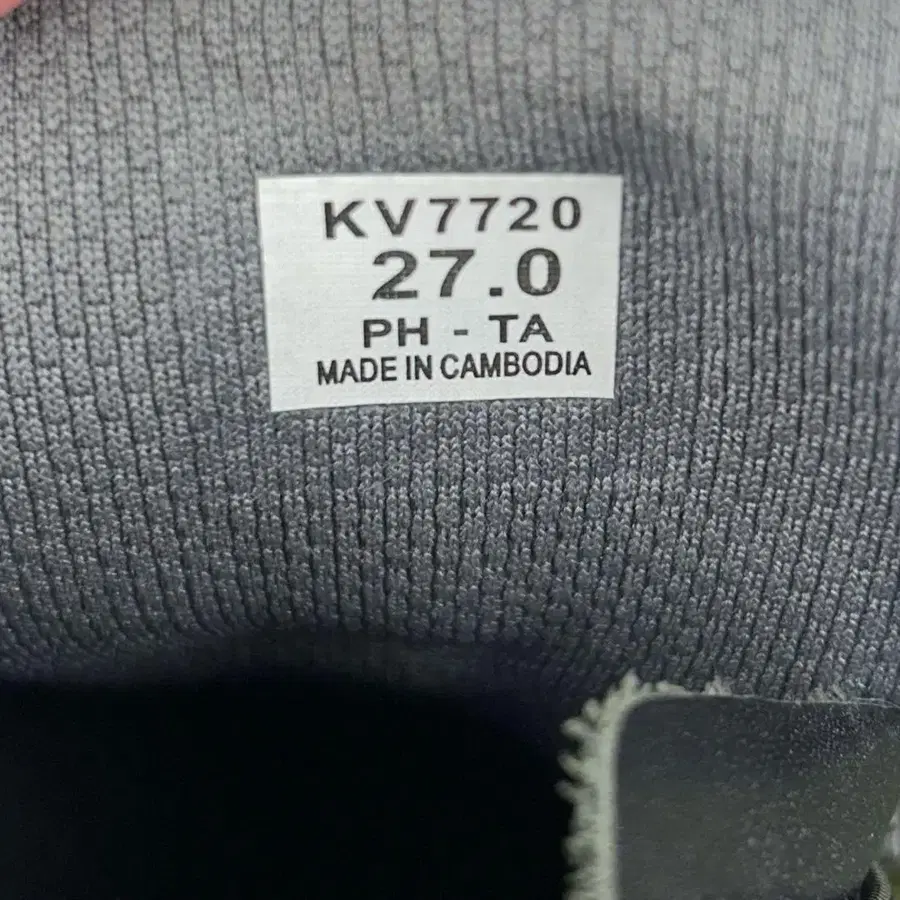 KV7720
27.0
PH - TA
MADE IN CAMBODIA